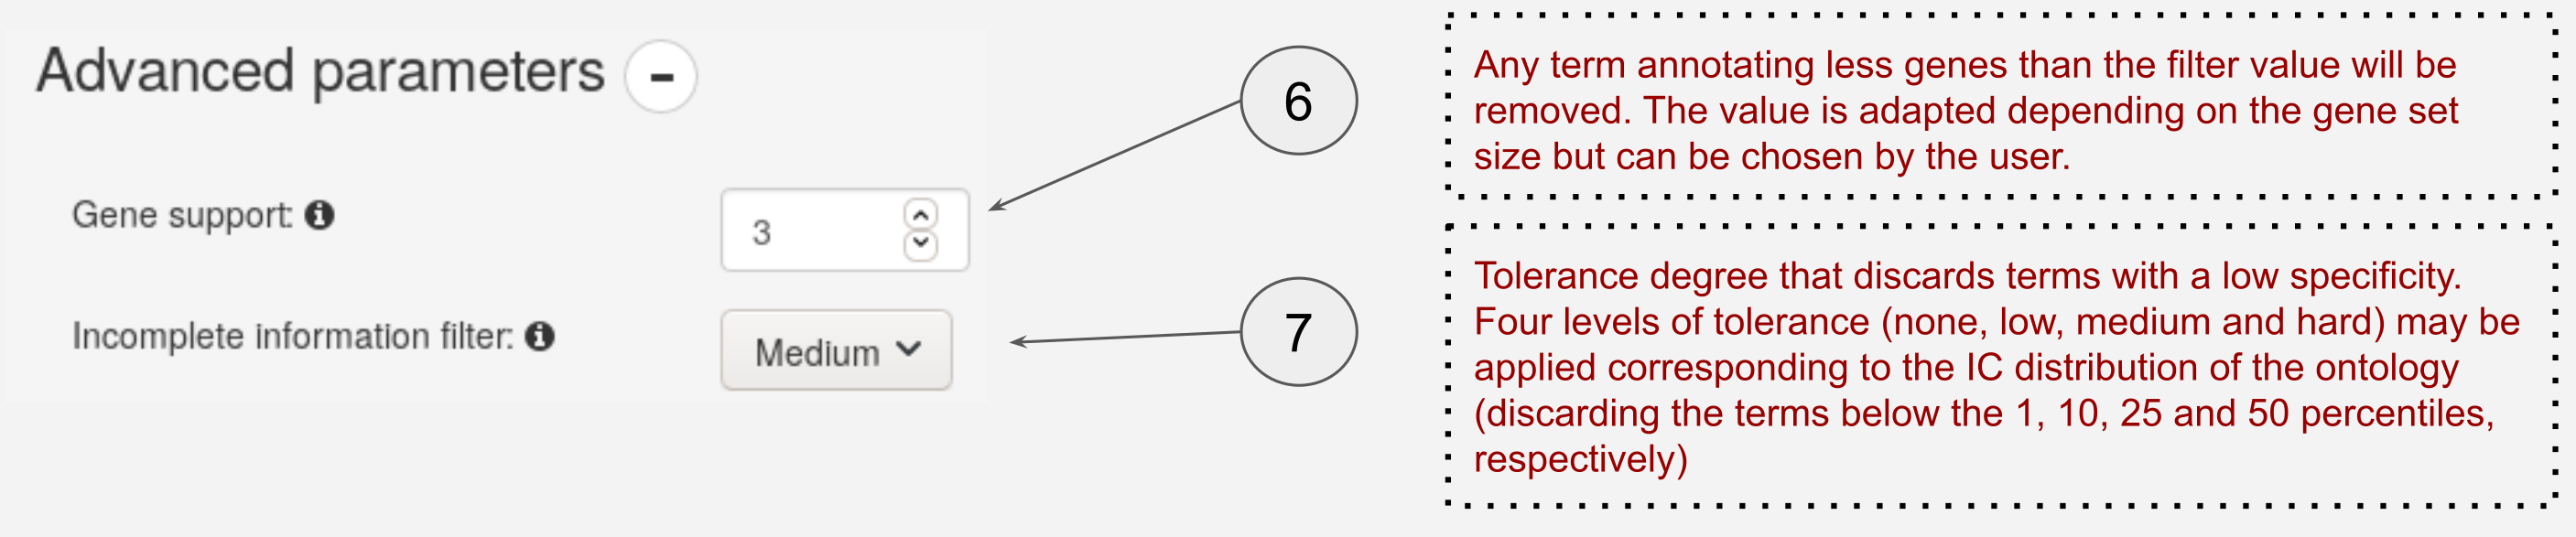 Advanced parameters
Gene support:
3
Incomplete information filter:
Medium
6
7
Any term annotating less genes than the filter value will be
removed. The value is adapted depending on the gene set
size but can be chosen by the user.
Tolerance degree that discards terms with a low specificity.
Four levels of tolerance (none, low, medium and hard) may be
applied corresponding to the IC distribution of the ontology
(discarding the terms below the 1, 10, 25 and 50 percentiles,
respectively)